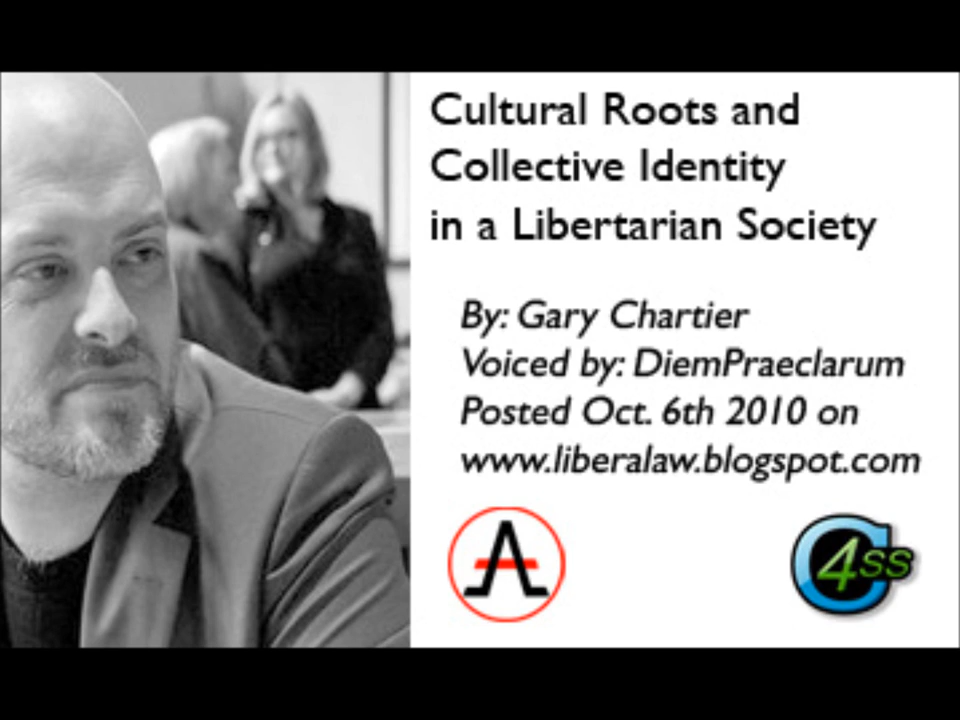 Cultural Roots and
Collective Identity
in a Libertarian Society
By: Gary Chartier
Voiced by: DiemPraeclarum
Posted Oct. 6th 2010 on
www.liberalaw.blogspot.com
A
C4SS